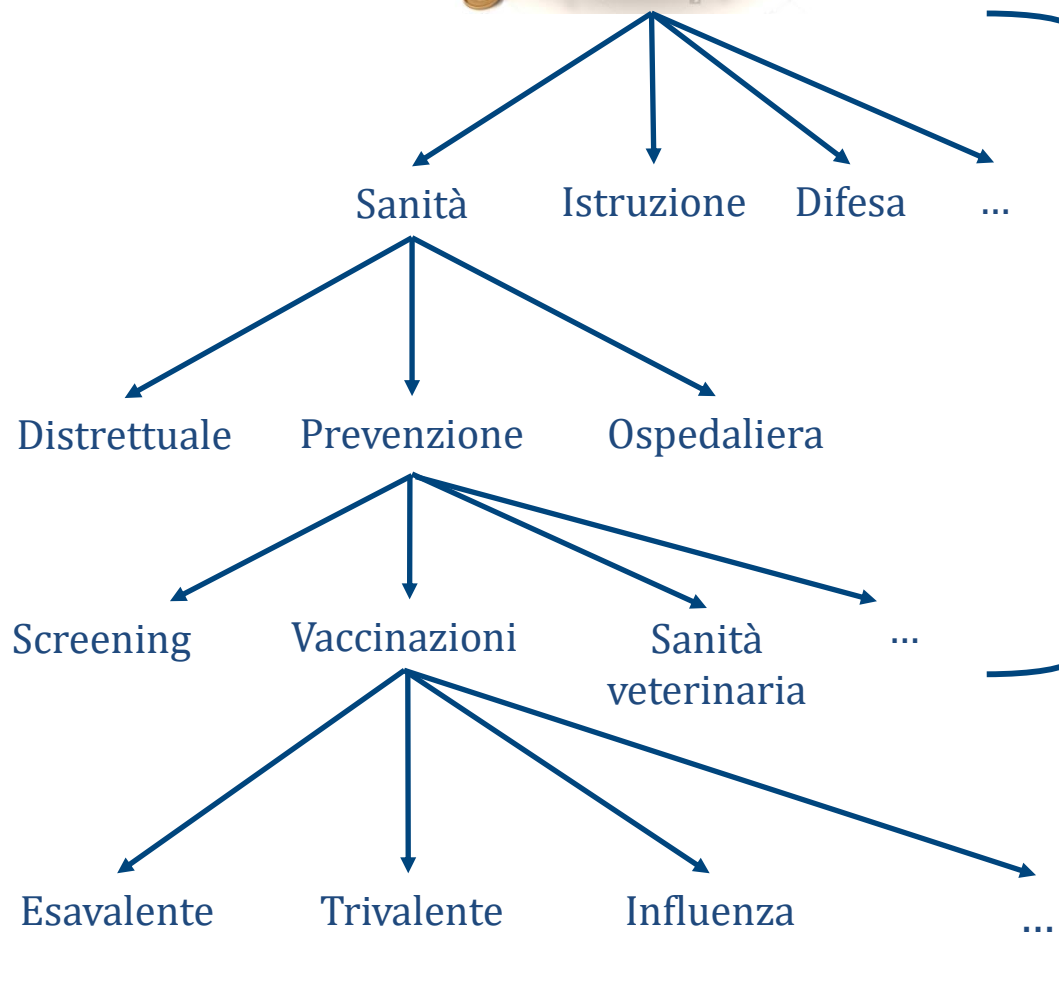 Sanità
Istruzione
Difesa
...
Distrettuale
Prevenzione
Ospedaliera
Screening
Vaccinazioni
Sanità
veterinaria
...
Esavalente
Trivalente
Influenza
...